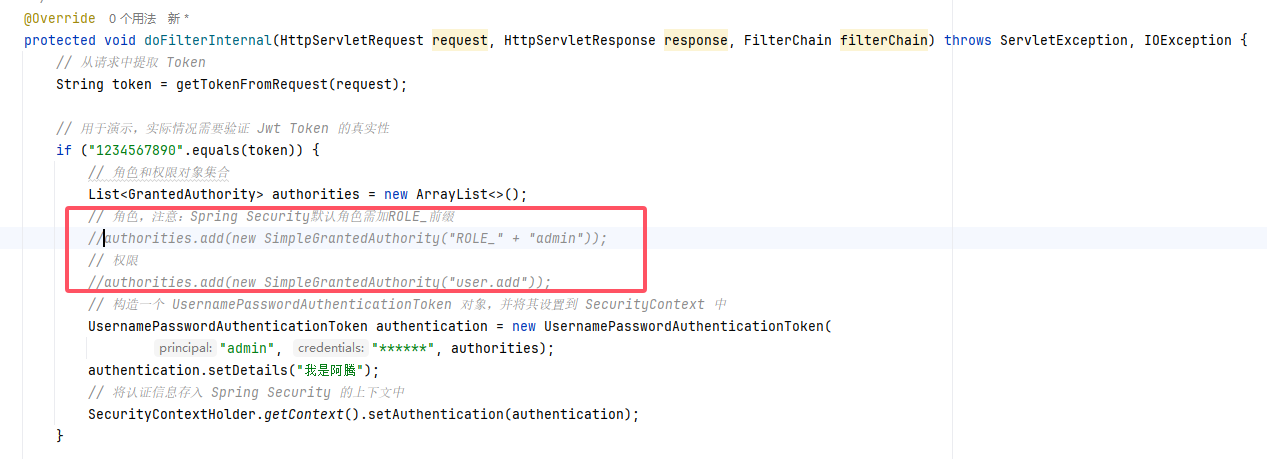 @Override 0 个用法 新 *
protected void doFilterInternal(HttpServletRequest request, HttpServletResponse response, FilterChain filterChain) throws ServletException, IOException {
// 从请求中提取 Token
String token = getTokenFromRequest(request);
// 用于演示，实际情况需要验证 Jwt Token 的真实性
if ("1234567890".equals(token)) {
// 角色和权限对象集合
List<GrantedAuthority> authorities = new ArrayList<>();
// 角色，注意：Spring Security默认角色需加ROLE_前缀
//authorities.add(new SimpleGrantedAuthority("ROLE_" + "admin"));
// 权限
//authorities.add(new SimpleGrantedAuthority("user.add"));
// 构造一个 UsernamePasswordAuthenticationToken 对象，并将其设置到 SecurityContext 中
UsernamePasswordAuthenticationToken authentication = new UsernamePasswordAuthenticationToken(
principal: "admin", credentials: "******", authorities);
authentication.setDetails("我是阿腾");
// 将认证信息存入 Spring Security 的上下文中
SecurityContextHolder.getContext().setAuthentication(authentication);
}